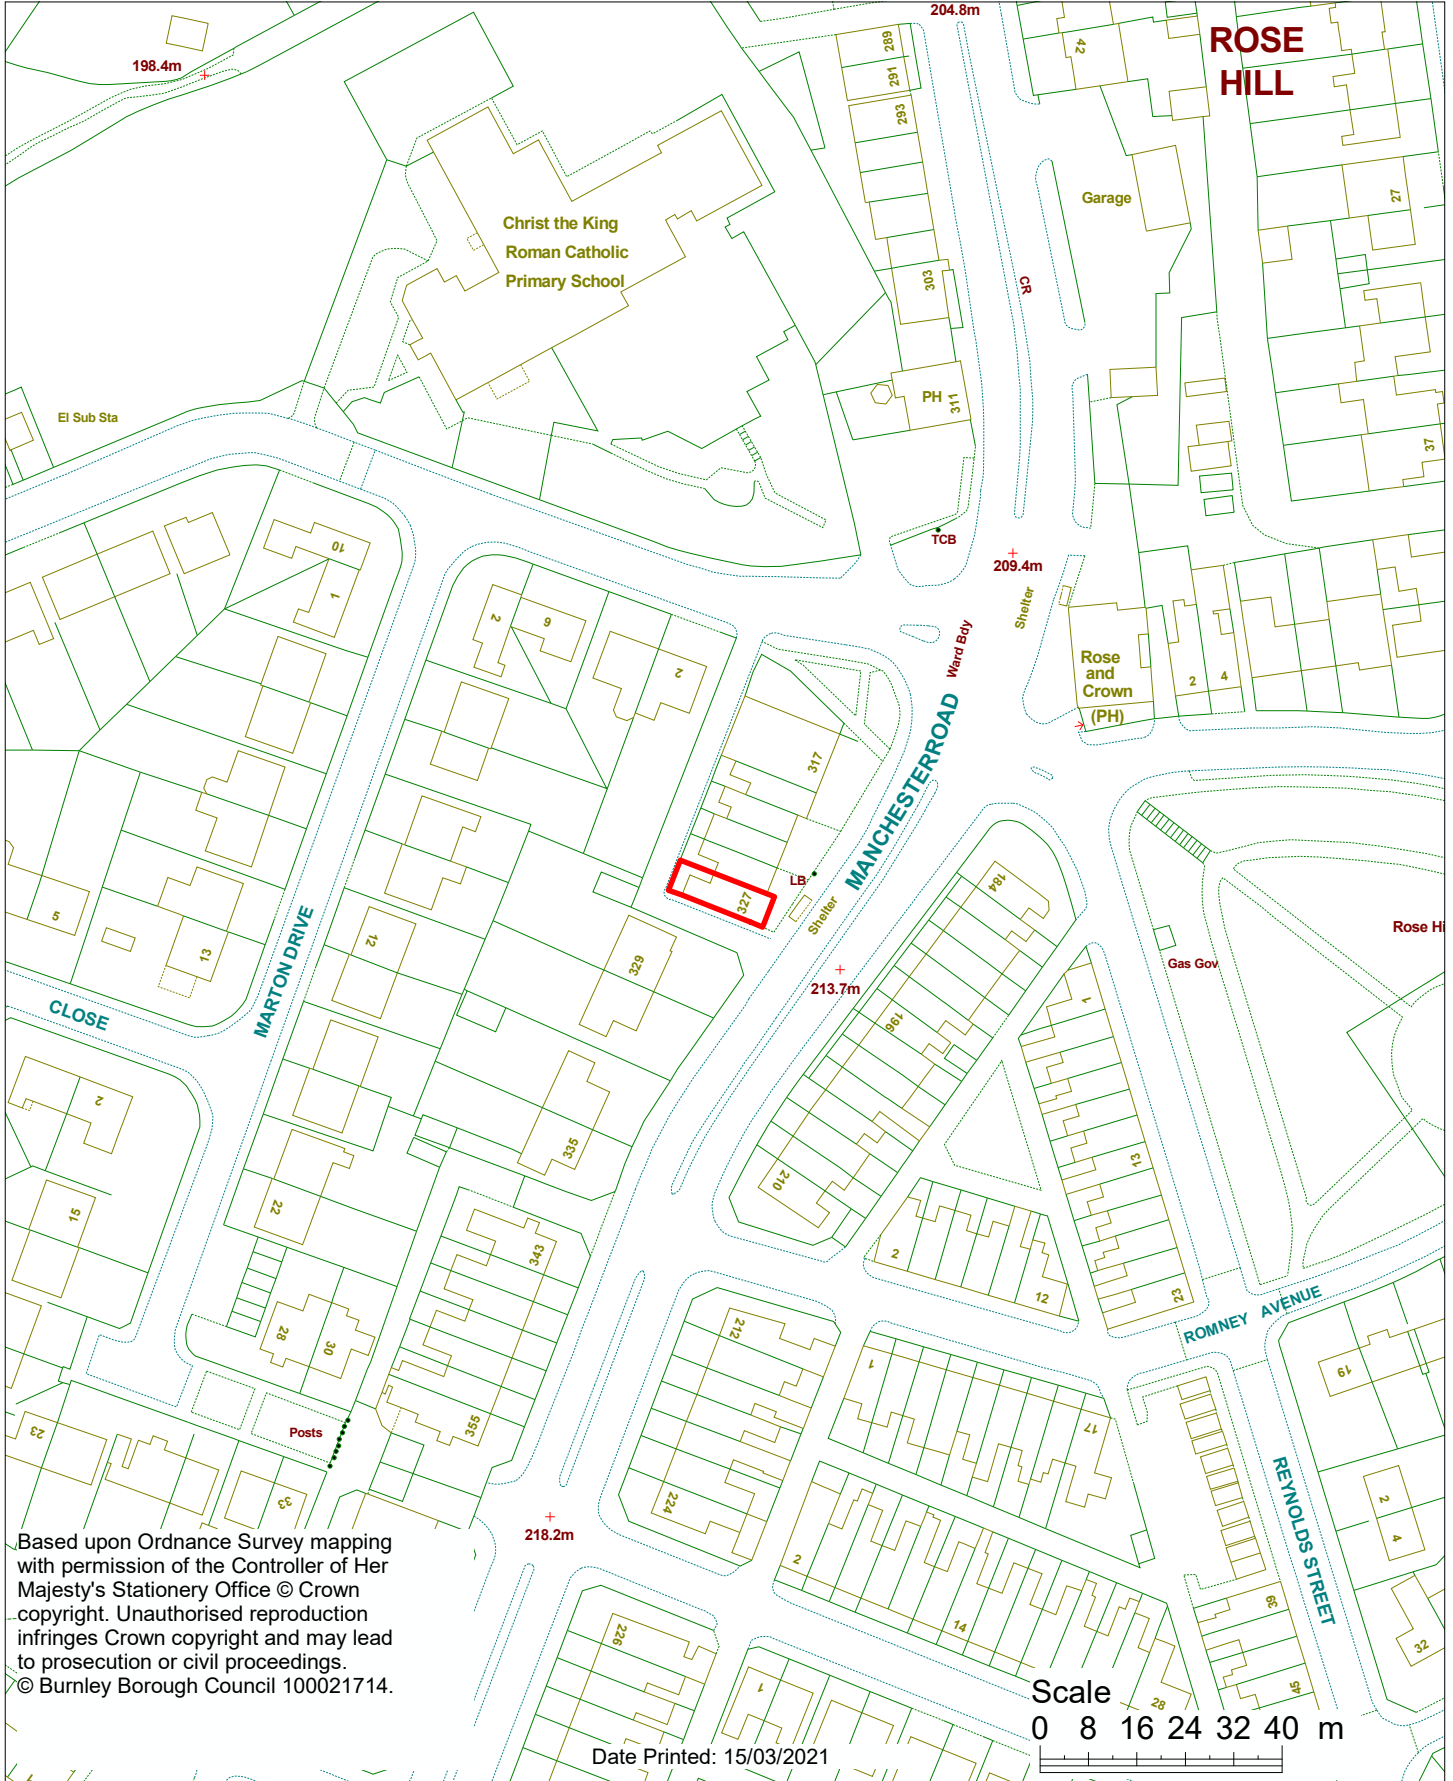 204.8m
ROSE
HILL
198.4m
289
291
293
42
Christ the King
Roman Catholic
Primary School
Garage
27
303
CR
PH
311
El Sub Sta
37
TCB
209.4m
10
1
2
6
2
Shelter
Ward Bdy
Rose
and
Crown
(PH)
2
4
317
MANCHESTERROAD
LB
327
Shelter
184
5
13
12
MARTON DRIVE
329
213.7m
196
1
Gas Gov
Rose Hi
CLOSE
2
335
13
210
15
22
343
2
12
23
ROMNEY AVENUE
28
30
212
1
19
Posts
355
17
23
33
224
REYNOLDS STREET
2
4
218.2m
2
14
39
32
226
1
28
45
Based upon Ordnance Survey mapping
with permission of the Controller of Her
Majesty's Stationery Office © Crown
copyright. Unauthorised reproduction
infringes Crown copyright and may lead
to prosecution or civil proceedings.
© Burnley Borough Council 100021714.
Scale
0 8 16 24 32 40 m
Date Printed: 15/03/2021